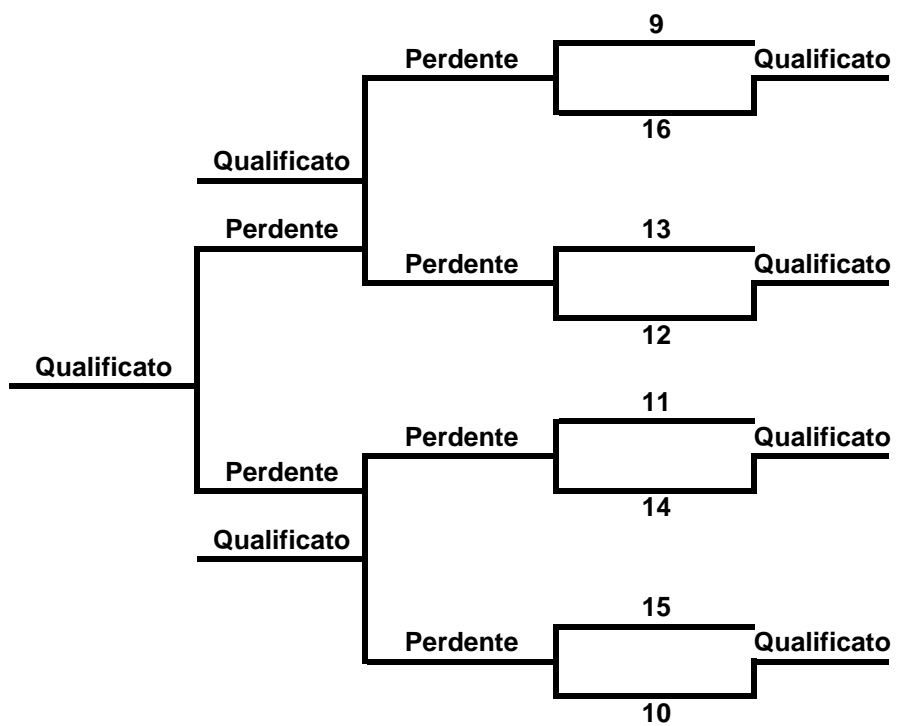 9
Perdente
Qualificato
16
Qualificato
Perdente
13
Perdente
Qualificato
12
Qualificato
11
Perdente
Qualificato
Perdente
14
Qualificato
15
Perdente
Qualificato
10